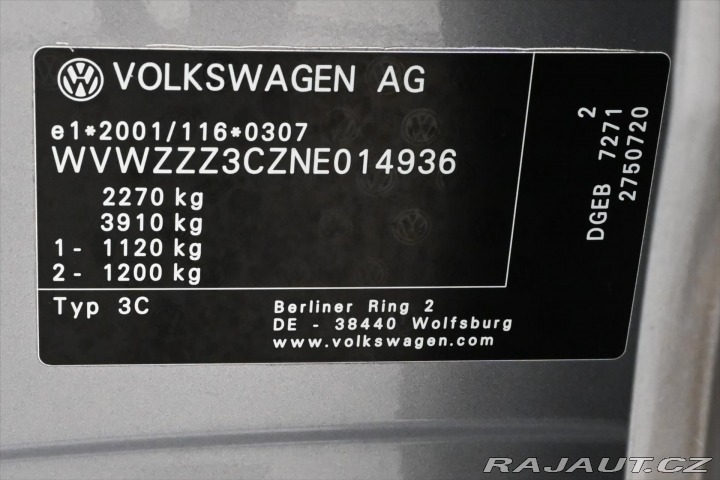 VOLKSWAGEN AG
e1*2001/116*0307
WVWZZZ3CZNE014936
2270 kg
3910 kg
1- 1120 kg
2- 1200 kg
Typ 3C
Berliner Ring 2
DE - 38440 Wolfsburg
www.volkswagen.com
2
DGEB 7271
2750720
RAJAUT.CZ